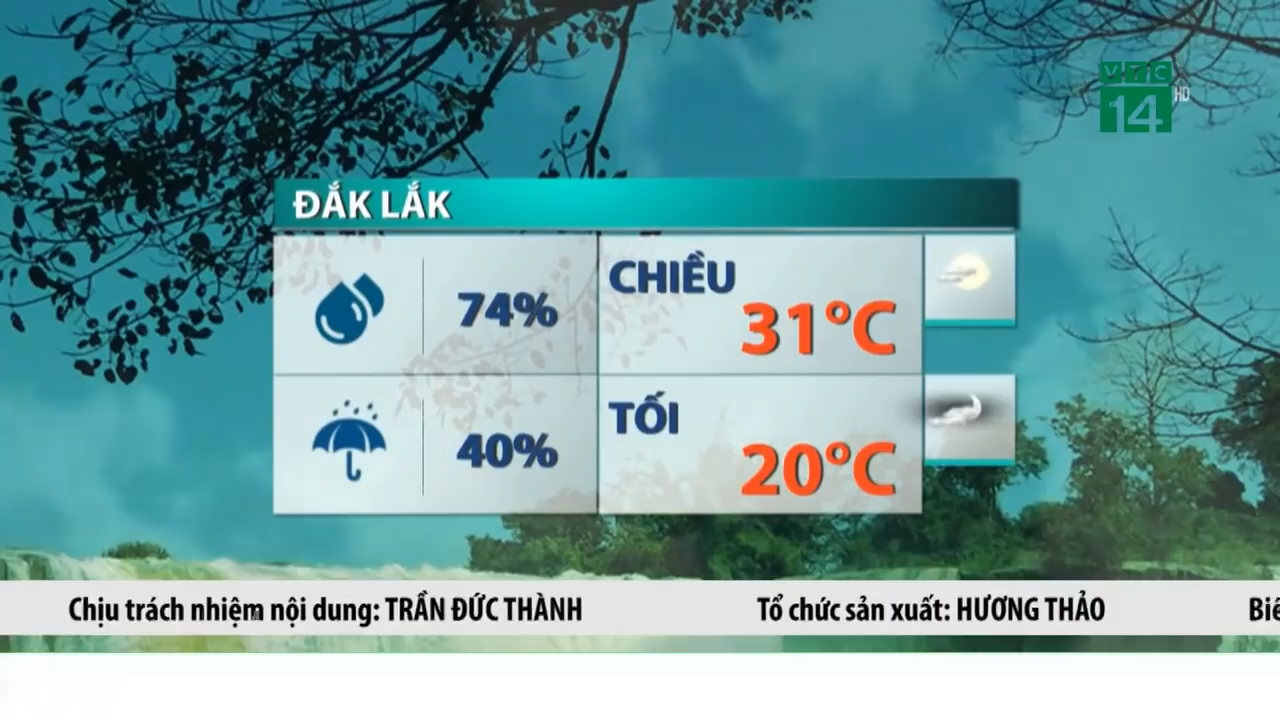 VTC
14 HD
ĐẮK LẮK
74%
CHIỀU
31°C
40%
TỐI
20°C
Chịu trách nhiệm nội dung: TRẦN ĐỨC THÀNH
Tổ chức sản xuất: HƯƠNG THẢO